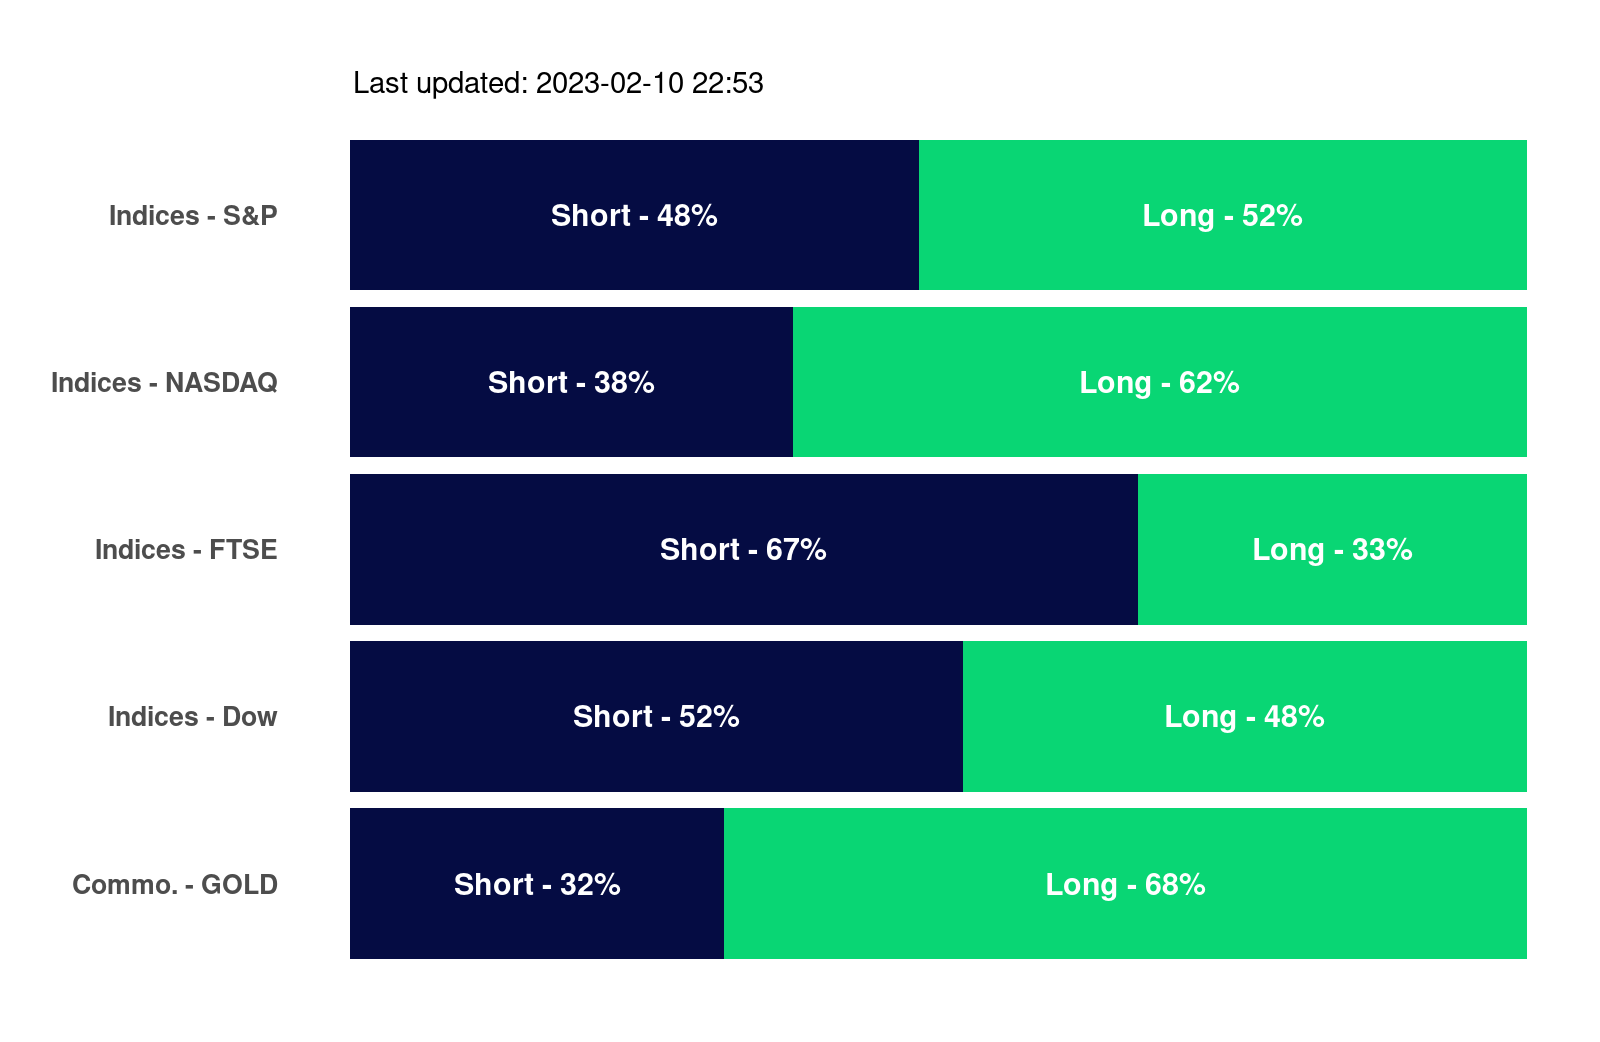 Last updated: 2023-02-10 22:53
Indices - S&P Short - 48% Long - 52%
Indices - NASDAQ Short - 38% Long - 62%
Indices - FTSE Short - 67% Long - 33%
Indices - Dow Short - 52% Long - 48%
Commo. - GOLD Short - 32% Long - 68%